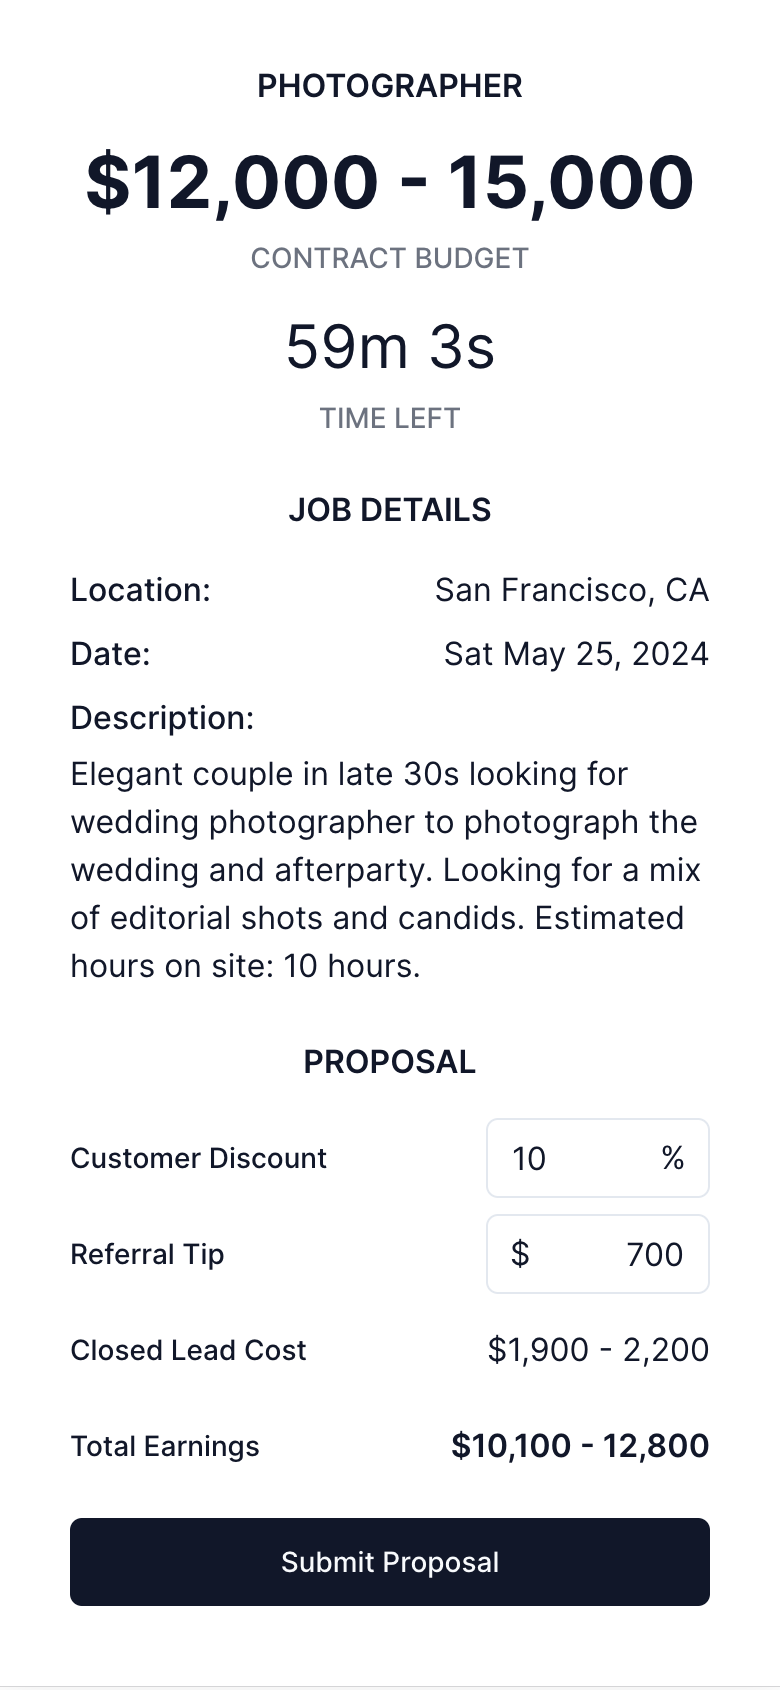 PHOTOGRAPHER
$12,000 - 15,000
CONTRACT BUDGET
59m 3s
TIME LEFT
JOB DETAILS
Location: San Francisco, CA
Date: Sat May 25, 2024
Description:
Elegant couple in late 30s looking for
wedding photographer to photograph the
wedding and afterparty. Looking for a mix
of editorial shots and candids. Estimated
hours on site: 10 hours.
PROPOSAL
Customer Discount 10 %
Referral Tip $ 700
Closed Lead Cost $1,900 - 2,200
Total Earnings $10,100 - 12,800
Submit Proposal